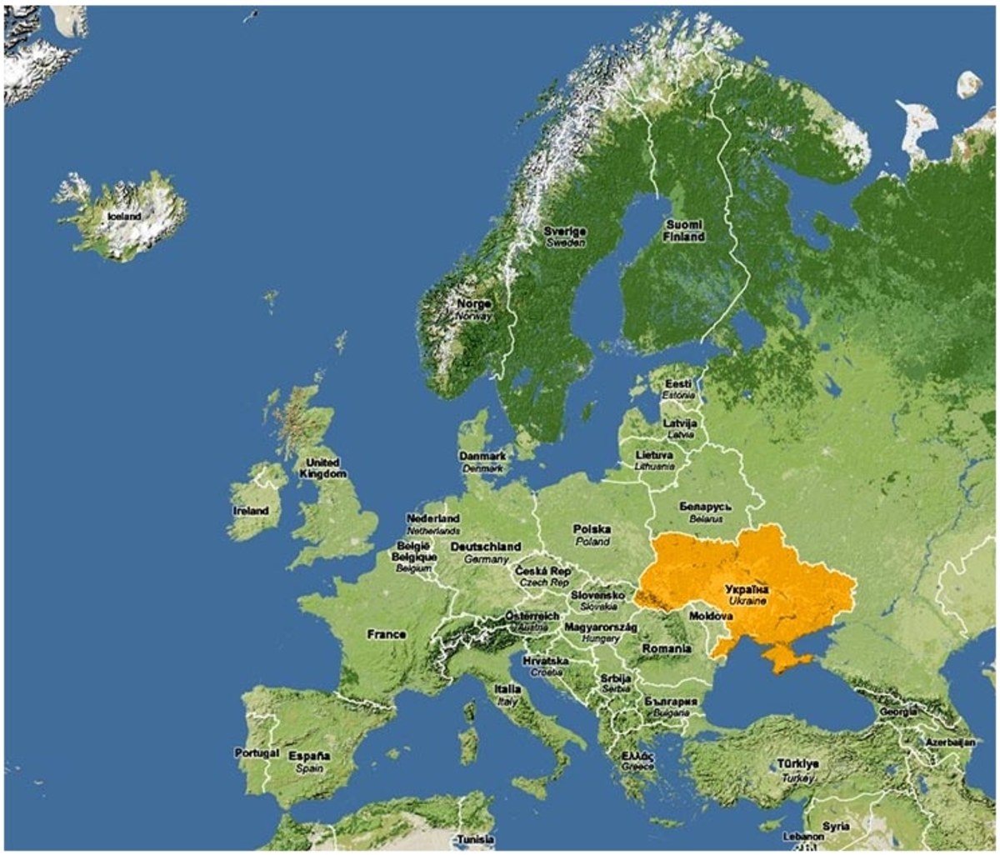 Iceland
Sverige
Sweden
Suomi
Finland
Norge
Norway
Eesti
Estonia
Latvija
Latvia
Lietuva
Lithuania
Danmark
Denmark
United
Kingdom
Ireland
Беларусь
Belarus
Nederland
Netherlands
België
Belgique
Belgium
Deutschland
Germany
Polska
Poland
Česká Rep
Czech Rep
Україна
Ukraine
Slovensko
Slovakia
Österreich
Austria
Magyarország
Hungary
Moldova
France
Romania
Hrvatska
Croatia
Srbija
Serbia
Italia
Italy
България
Bulgaria
Georgia
Azerbaijan
Portugal
España
Spain
Ελλάς
Greece
Türkiye
Turkey
Syria
Lebanon
Tunisia